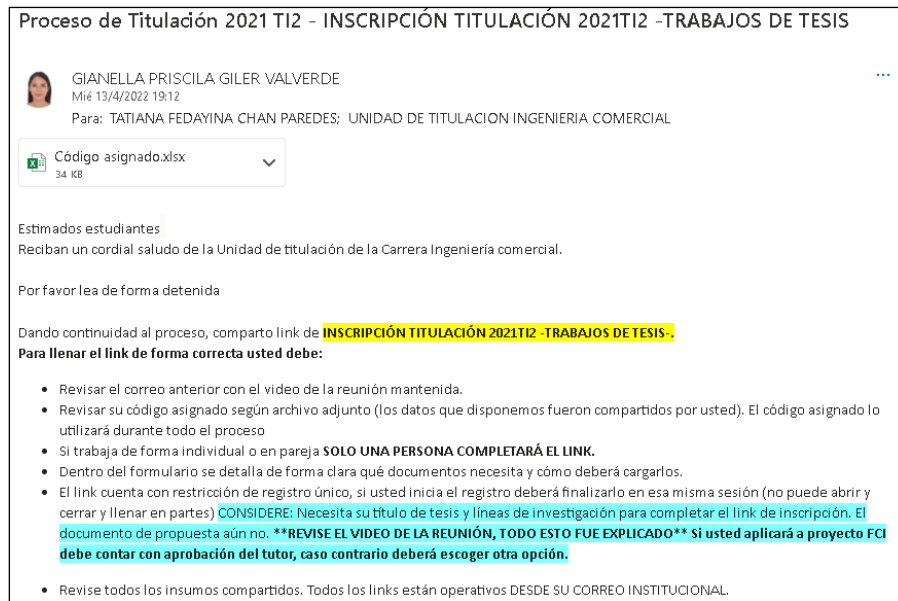 Proceso de Titulación 2021 TI2 - INSCRIPCIÓN TITULACIÓN 2021TI2 -TRABAJOS DE TESIS
GIANELLA PRISCILA GILER VALVERDE
Mié 13/4/2022 19:12
Para: TATIANA FEDAYINA CHAN PAREDES; UNIDAD DE TITULACION INGENIERIA COMERCIAL
Código asignado.xlsx
34 KB
Estimados estudiantes
Reciban un cordial saludo de la Unidad de titulación de la Carrera Ingeniería comercial.
Por favor lea de forma detenida
Dando continuidad al proceso, comparto link de INSCRIPCIÓN TITULACIÓN 2021TI2 -TRABAJOS DE TESIS-.
Para llenar el link de forma correcta usted debe:
• Revisar el correo anterior con el video de la reunión mantenida.
• Revisar su código asignado según archivo adjunto (los datos que disponemos fueron compartidos por usted). El código asignado lo
utilizará durante todo el proceso
• Si trabaja de forma individual o en pareja SOLO UNA PERSONA COMPLETARÁ EL LINK.
• Dentro del formulario se detalla de forma clara qué documentos necesita y cómo deberá cargarlos.
• El link cuenta con restricción de registro único, si usted inicia el registro deberá finalizarlo en esa misma sesión (no puede abrir y
cerrar y llenar en partes) CONSIDERE: Necesita su título de tesis y líneas de investigación para completar el link de inscripción. El
documento de propuesta aún no. **REVISE EL VIDEO DE LA REUNIÓN, TODO ESTO FUE EXPLICADO** Si usted aplicará a proyecto FCI
debe contar con aprobación del tutor, caso contrario deberá escoger otra opción.
• Revise todos los insumos compartidos. Todos los links están operativos DESDE SU CORREO INSTITUCIONAL.